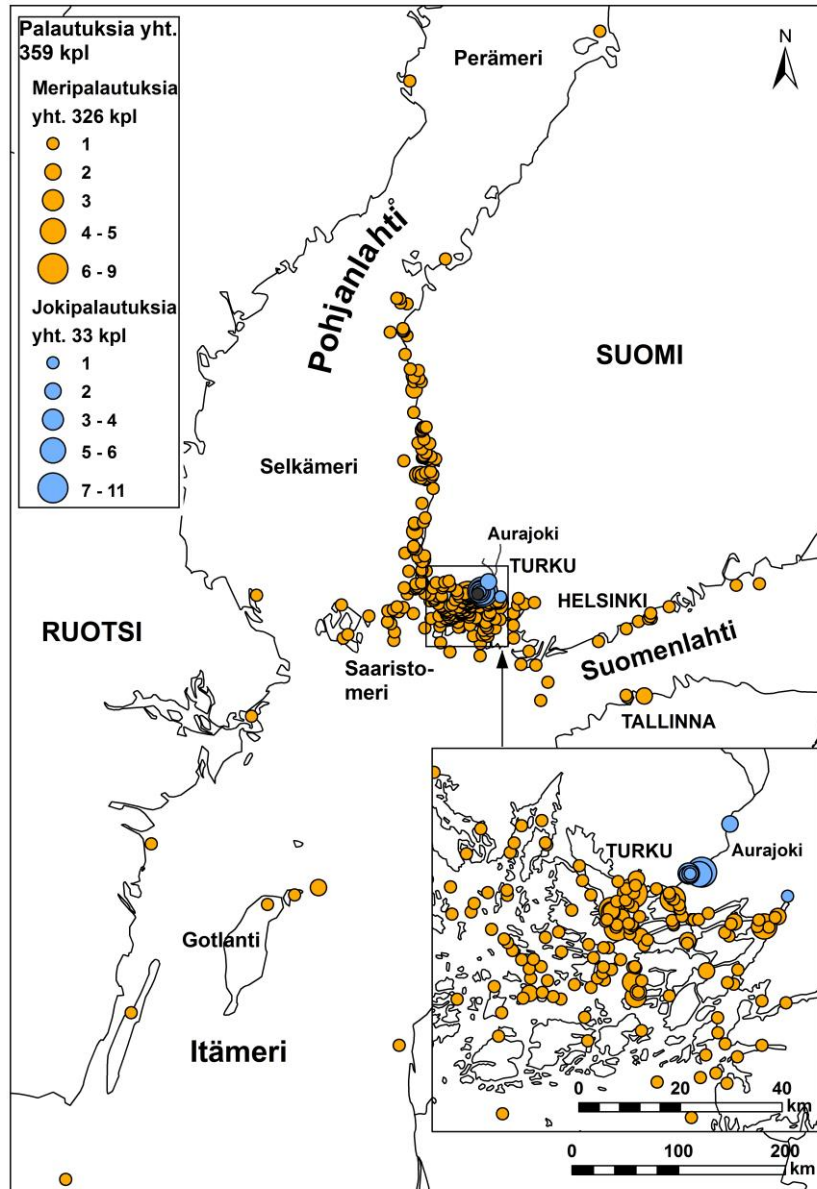 Palautuksia yht.
359 kpl
Meripalautuksia
yht. 326 kpl
1
2
3
4 - 5
6 - 9
Jokipalautuksia
yht. 33 kpl
1
2
3 - 4
5 - 6
7 - 11
Perämeri
N
Pohjanlahti
SUOMI
Selkämeri
Aurajoki
TURKU
HELSINKI
RUOTSI
Suomenlahti
Saaristo-
meri
TALLINNA
TURKU
Aurajoki
Gotlanti
Itämeri
0 20 40
km
0 100 200
km